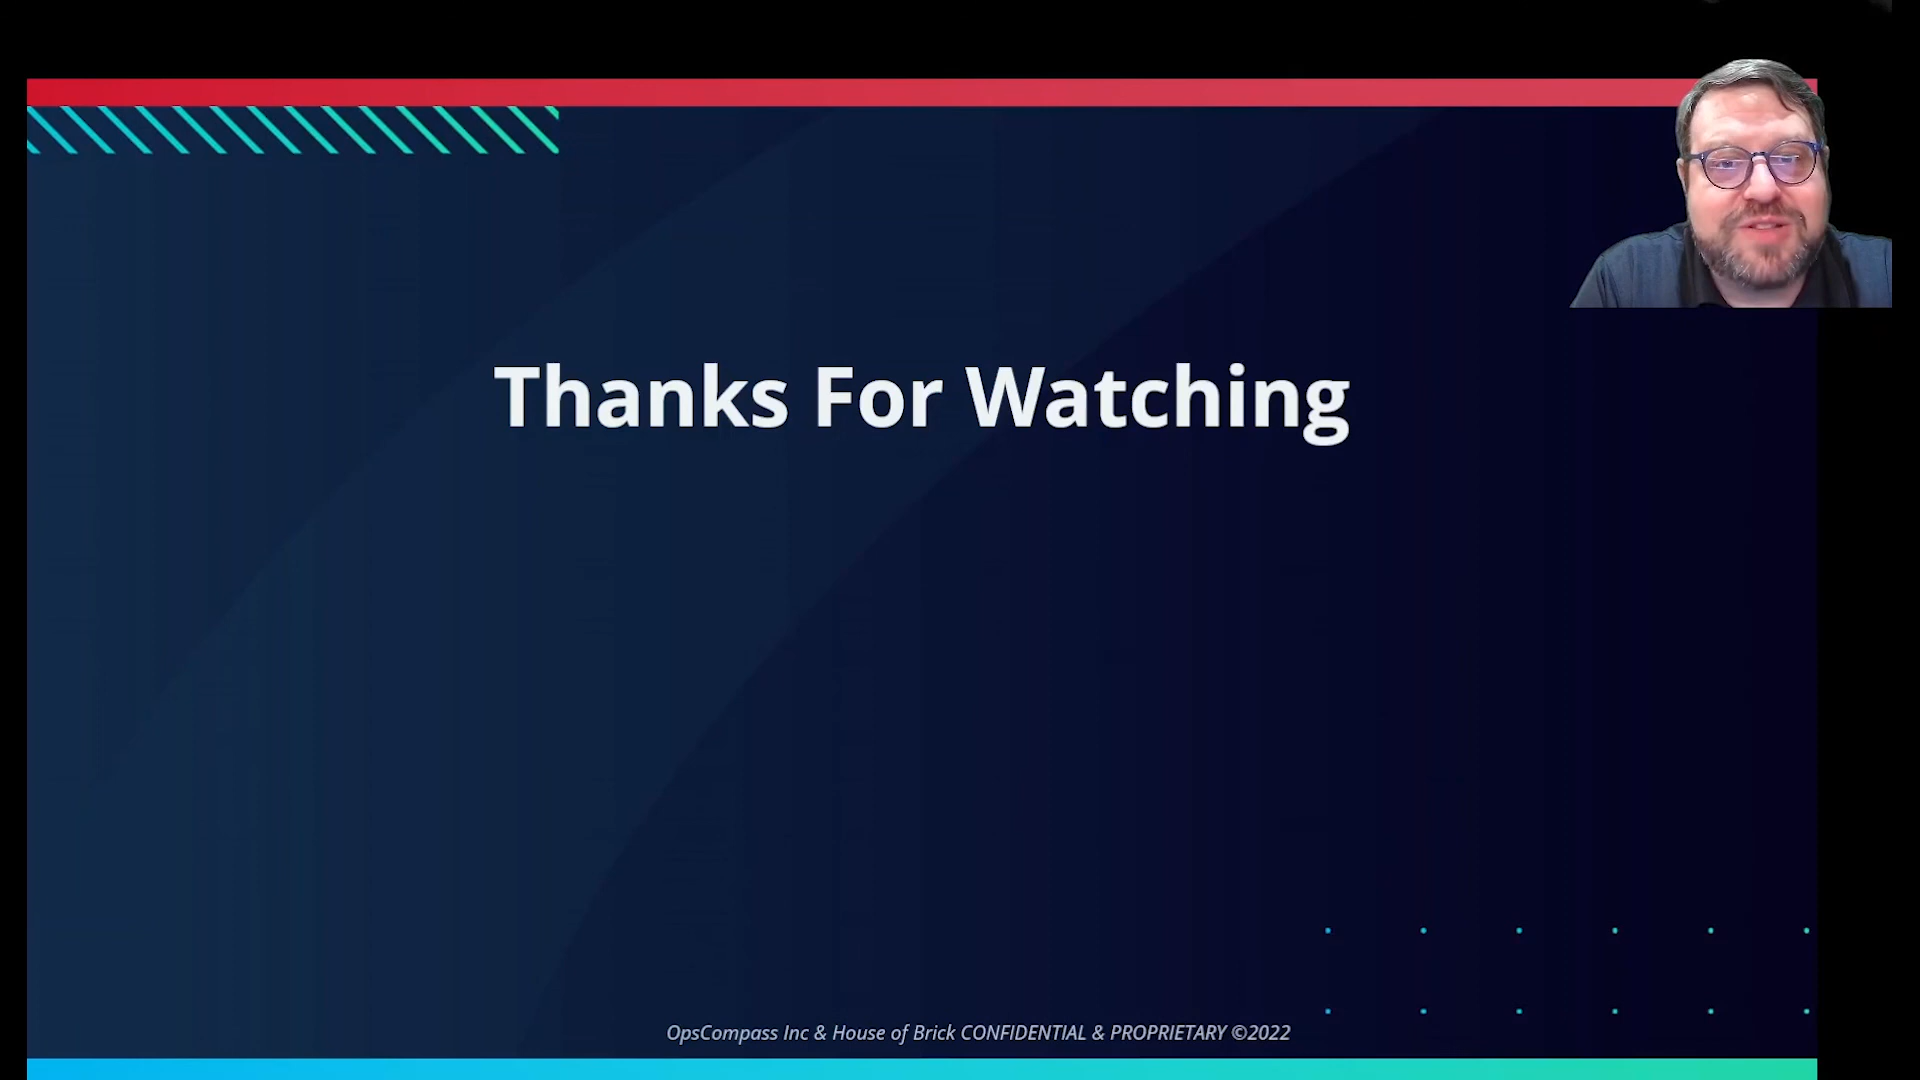 Thanks For Watching
OpsCompass Inc & House of Brick CONFIDENTIAL & PROPRIETARY ©2022